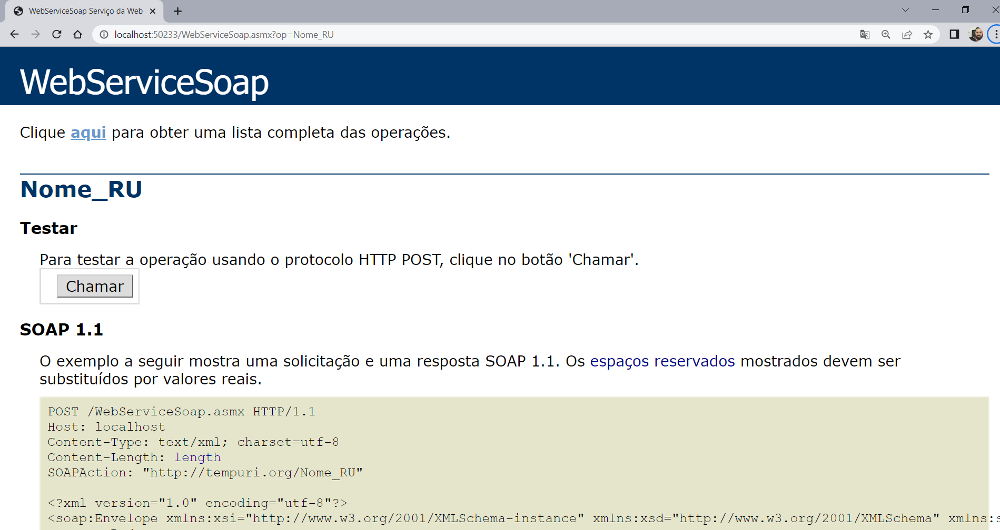 WebServiceSoap Serviço da Web
localhost:50233/WebServiceSoap.asmx?op=Nome_RU
WebServiceSoap
Clique aqui para obter uma lista completa das operações.
Nome_RU
Testar
Para testar a operação usando o protocolo HTTP POST, clique no botão 'Chamar'.
Chamar
SOAP 1.1
O exemplo a seguir mostra uma solicitação e uma resposta SOAP 1.1. Os espaços reservados mostrados devem ser
substituídos por valores reais.
POST /WebServiceSoap.asmx HTTP/1.1
Host: localhost
Content-Type: text/xml; charset=utf-8
Content-Length: length
SOAPAction: "http://tempuri.org/Nome_RU"
<?xml version="1.0" encoding="utf-8"?>
<soap:Envelope xmlns:xsi="http://www.w3.org/2001/XMLSchema-instance" xmlns:xsd="http://www.w3.org/2001/XMLSchema" xmlns:s